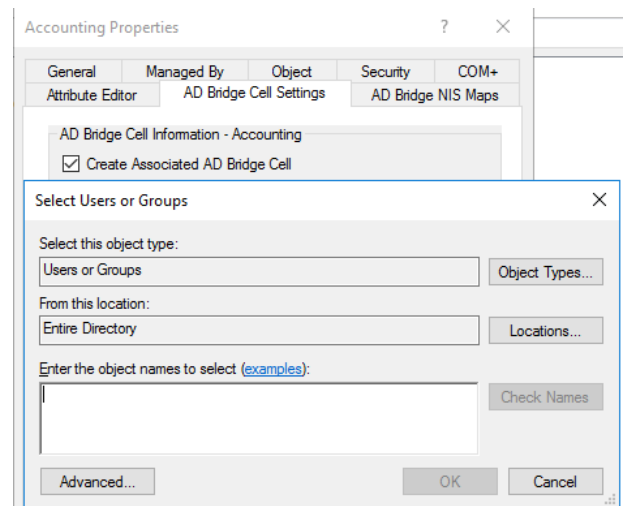 Accounting Properties ? ×
General Managed By Object Security COM+
Attribute Editor AD Bridge Cell Settings AD Bridge NIS Maps
AD Bridge Cell Information - Accounting
Create Associated AD Bridge Cell
Select Users or Groups ×
Select this object type:
Users or Groups Object Types...
From this location:
Entire Directory Locations...
Enter the object names to select (examples):
Check Names
Advanced... OK Cancel